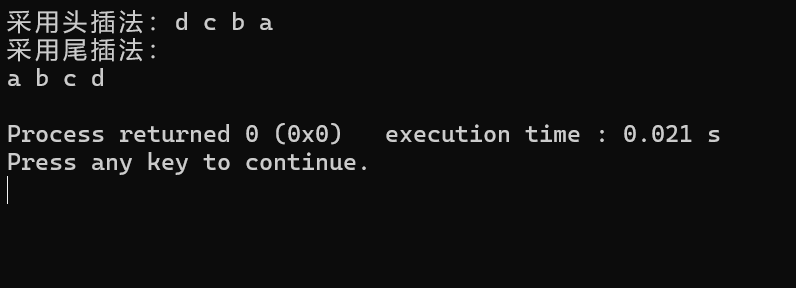 采用头插法：d c b a
采用尾插法：
a b c d
Process returned 0 (0x0)   execution time : 0.021 s
Press any key to continue.